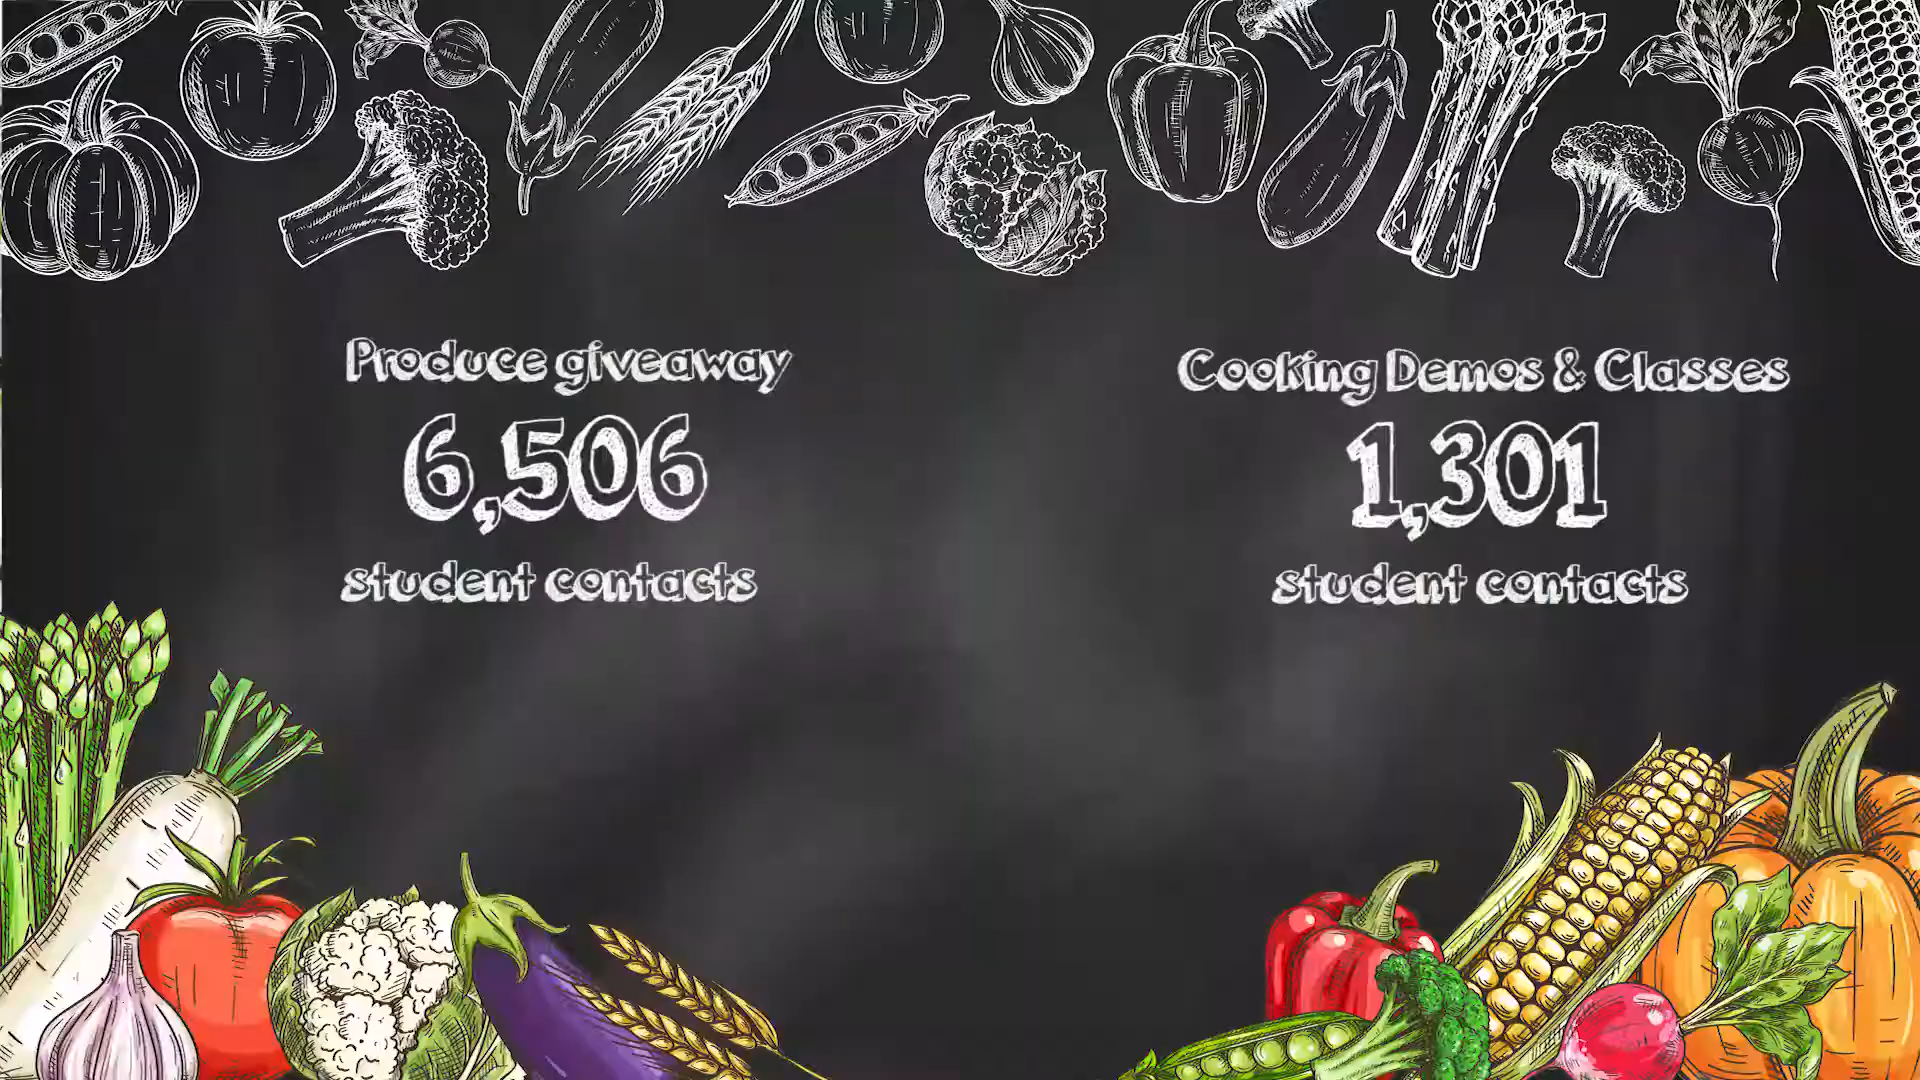 Produce giveaway
6,506
student contacts
Cooking Demos & Classes
1,301
student contacts